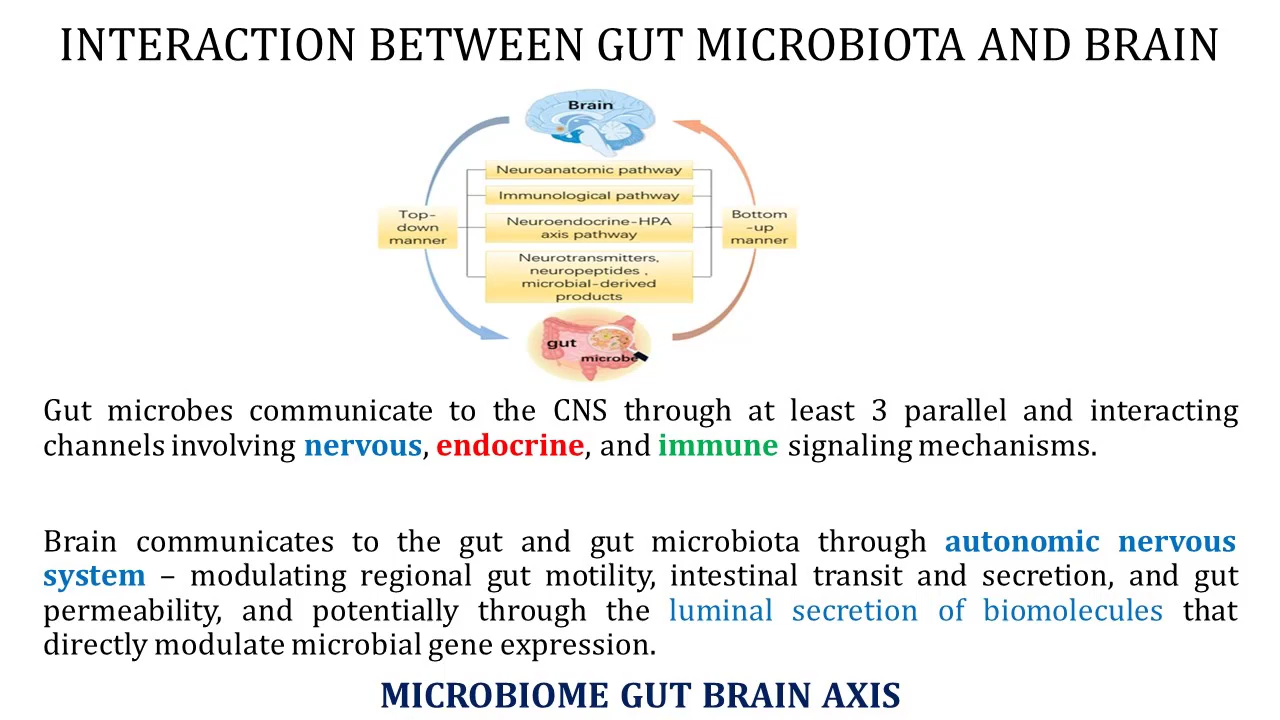 INTERACTION BETWEEN GUT MICROBIOTA AND BRAIN
Brain
Neuroanatomic pathway
Immunological pathway
Neuroendocrine-HPA
axis pathway
Neurotransmitters,
neuropeptides ,
microbial-derived
products
Top-
down
manner
Bottom
-up
manner
gut
microbe
Gut microbes communicate to the CNS through at least 3 parallel and interacting
channels involving nervous, endocrine, and immune signaling mechanisms.
Brain communicates to the gut and gut microbiota through autonomic nervous
system – modulating regional gut motility, intestinal transit and secretion, and gut
permeability, and potentially through the luminal secretion of biomolecules that
directly modulate microbial gene expression.
MICROBIOME GUT BRAIN AXIS